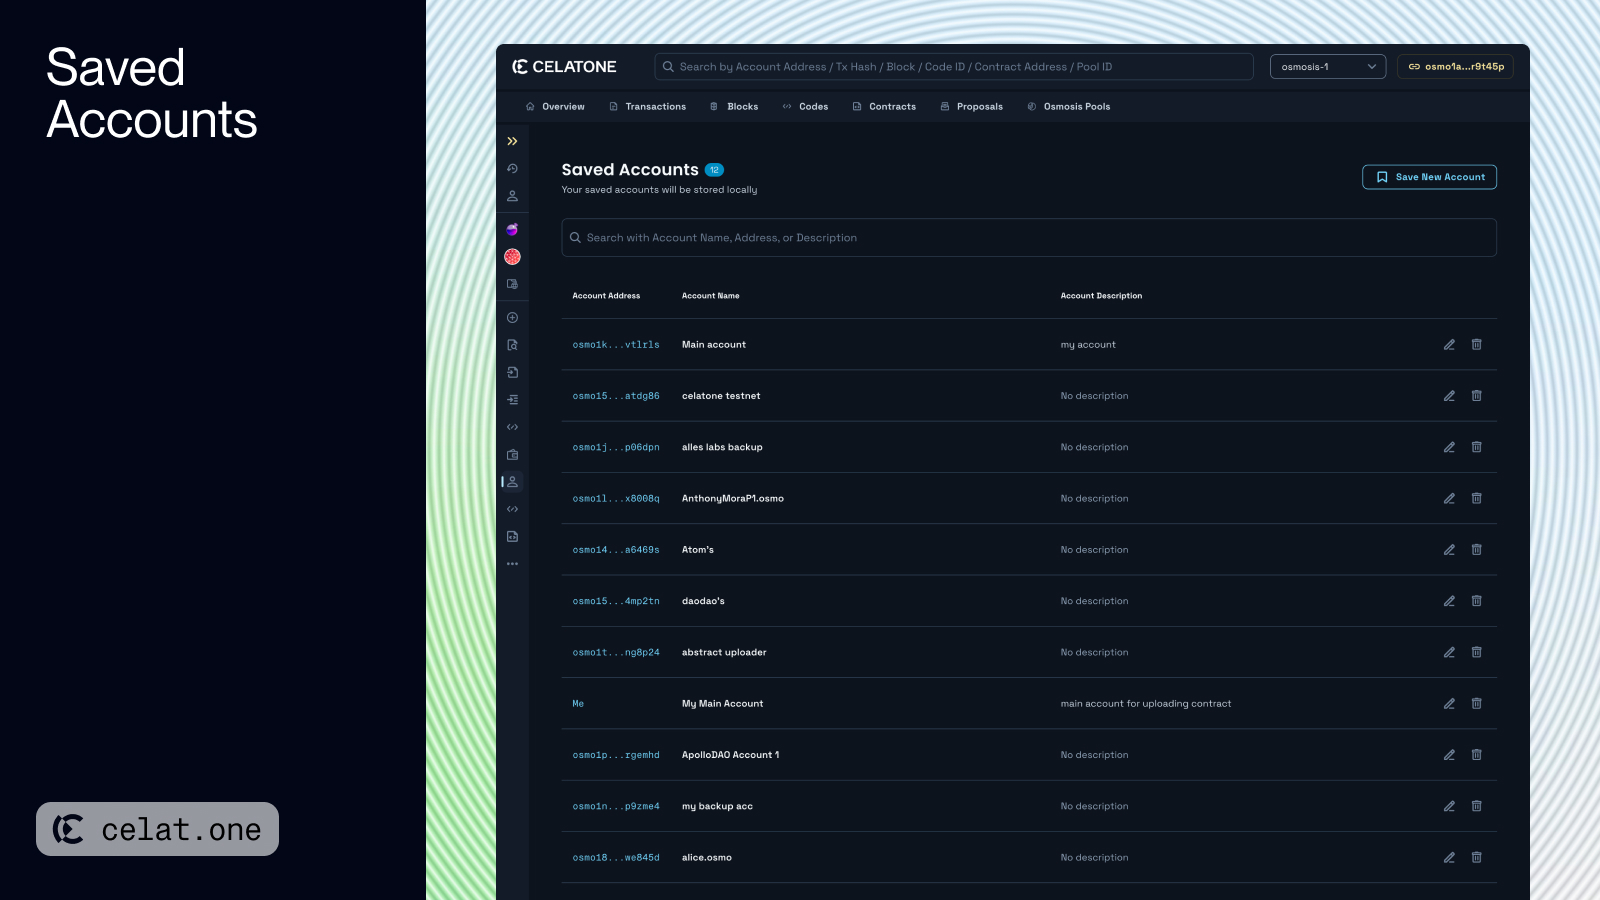 Saved
Accounts
celat.one
CELATONE
Search by Account Address / Tx Hash / Block / Code ID / Contract Address / Pool ID
osmosis-1
osmo1a...r9t45p
Overview
Transactions
Blocks
Codes
Contracts
Proposals
Osmosis Pools
Saved Accounts 12
Your saved accounts will be stored locally
Save New Account
Search with Account Name, Address, or Description
Account Address Account Name Account Description
osmo1k...vtlrls Main account my account
osmo15...atdg86 celatone testnet No description
osmo1j...p06dpn alles labs backup No description
osmo1l...x8008q AnthonyMoraP1.osmo No description
osmo14...a6469s Atom's No description
osmo15...4mp2tn daodao's No description
osmo1t...ng8p24 abstract uploader No description
Me My Main Account main account for uploading contract
osmo1p...rgemhd ApolloDAO Account 1 No description
osmo1n...p9zme4 my backup acc No description
osmo18...we845d alice.osmo No description